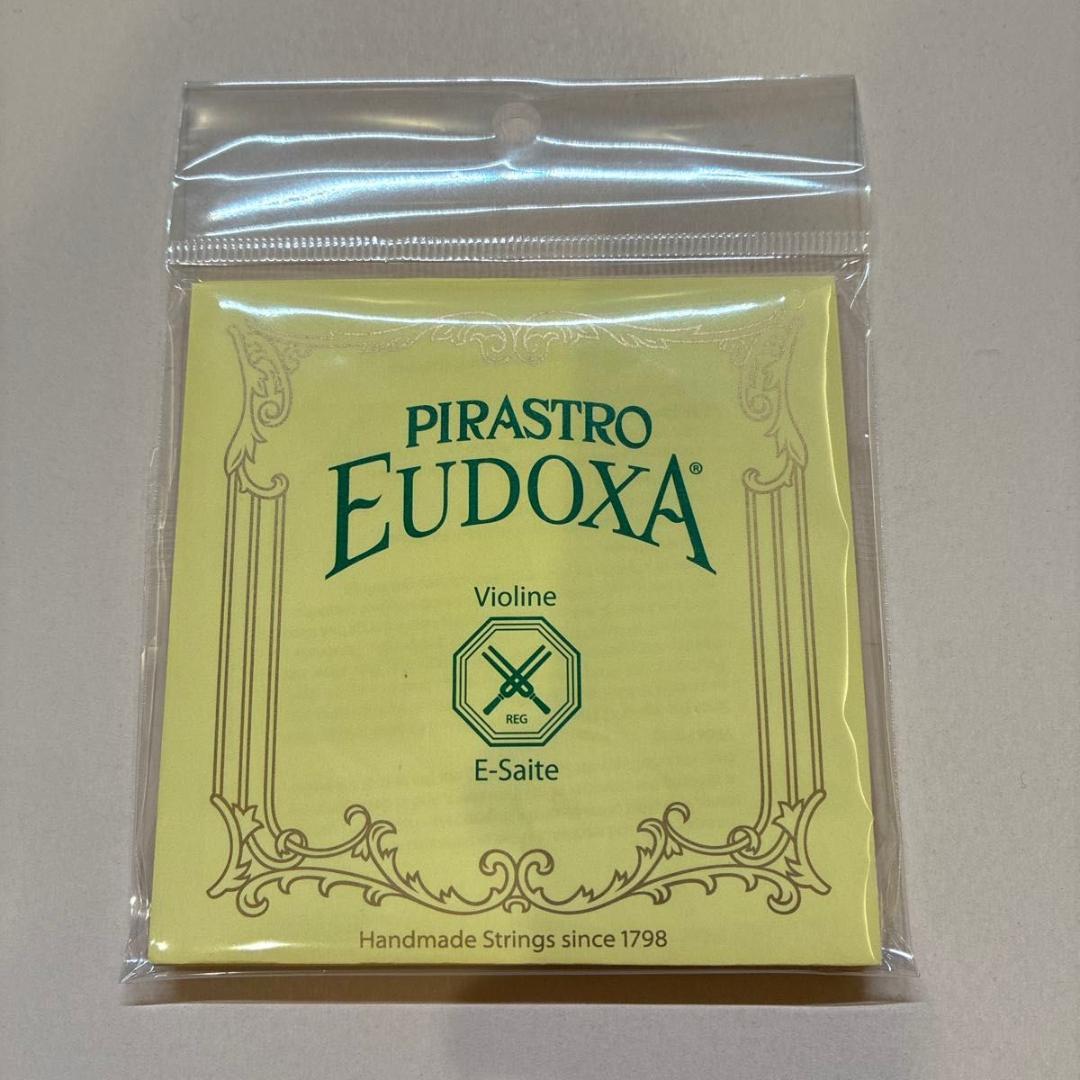 PIRASTRO
EUDOXA®
Violine
REG
E-Saite
Handmade Strings since 1798